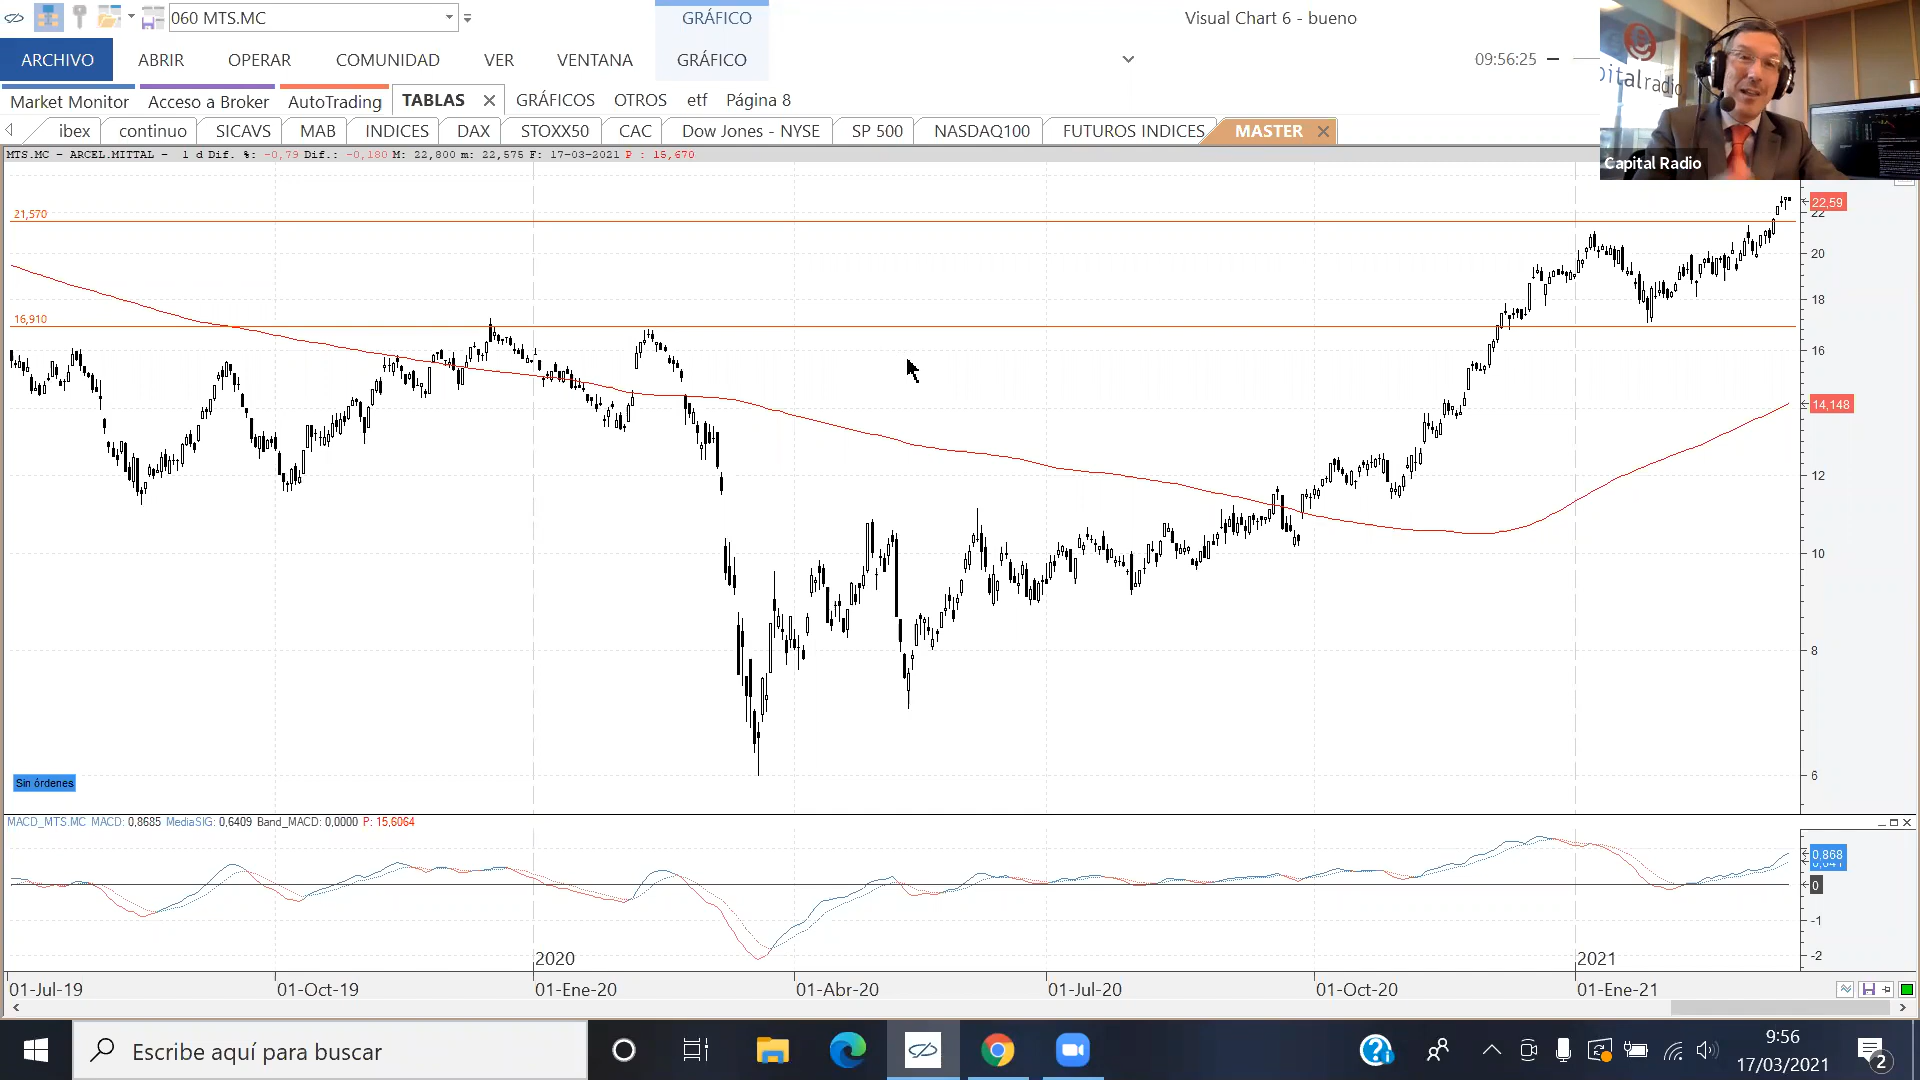 060 MTS.MC
GRÁFICO
Visual Chart 6 - bueno
ARCHIVO ABRIR OPERAR COMUNIDAD VER VENTANA GRÁFICO 09:56:25
Market Monitor Acceso a Broker AutoTrading TABLAS GRÁFICOS OTROS etf Página 8
ibex continuo SICAVS MAB INDICES DAX STOXX50 CAC Dow Jones - NYSE SP 500 NASDAQ100 FUTUROS INDICES MASTER
pitalradio
Capital Radio
MTS.MC - ARCEL.MITTAL - 1 d Dif. %: -0,79 Dif.: -0,180 M: 22,800 m: 22,575 F: 17-03-2021 P : 15,670
21,570
16,910
22,59
22
20
18
16
14,148
12
10
8
6
Sin órdenes
MACD_MTS.MC MACD: 0,8685 MediaSIG: 0,6409 Band_MACD: 0,0000 P: 15,6064
0,868
0
-1
-2
2020
2021
01-Jul-19 01-Oct-19 01-Ene-20 01-Abr-20 01-Jul-20 01-Oct-20 01-Ene-21
Escribe aquí para buscar
9:56
17/03/2021
2